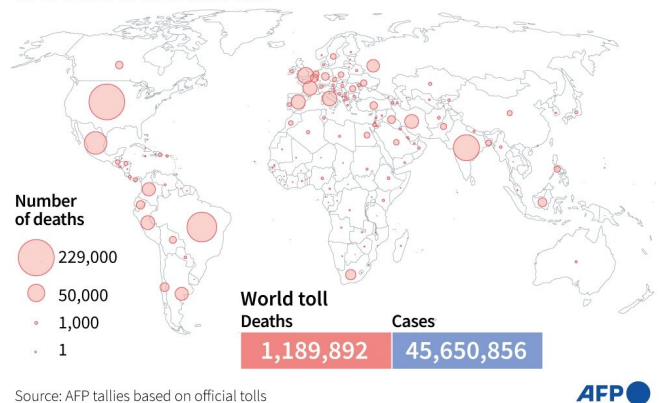 Number
of deaths
229,000
50,000
1,000
1
World toll
Deaths Cases
1,189,892 45,650,856
Source: AFP tallies based on official tolls
AFP